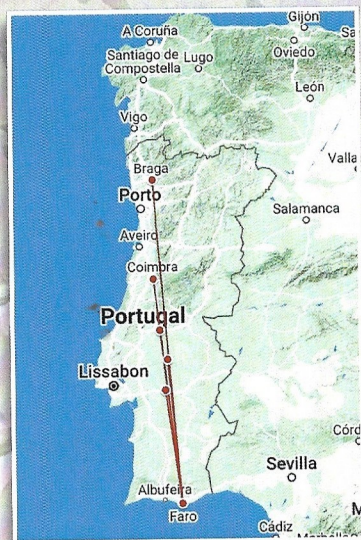 Gijón
A Coruña
Santiago de
Compostella
Lugo
Oviedo
León
Vigo
Braga
Valla
Porto
Salamanca
Aveiro
Coimbra
Portugal
Lissabon
Córd
Sevilla
Albufeira
Faro
Cádiz